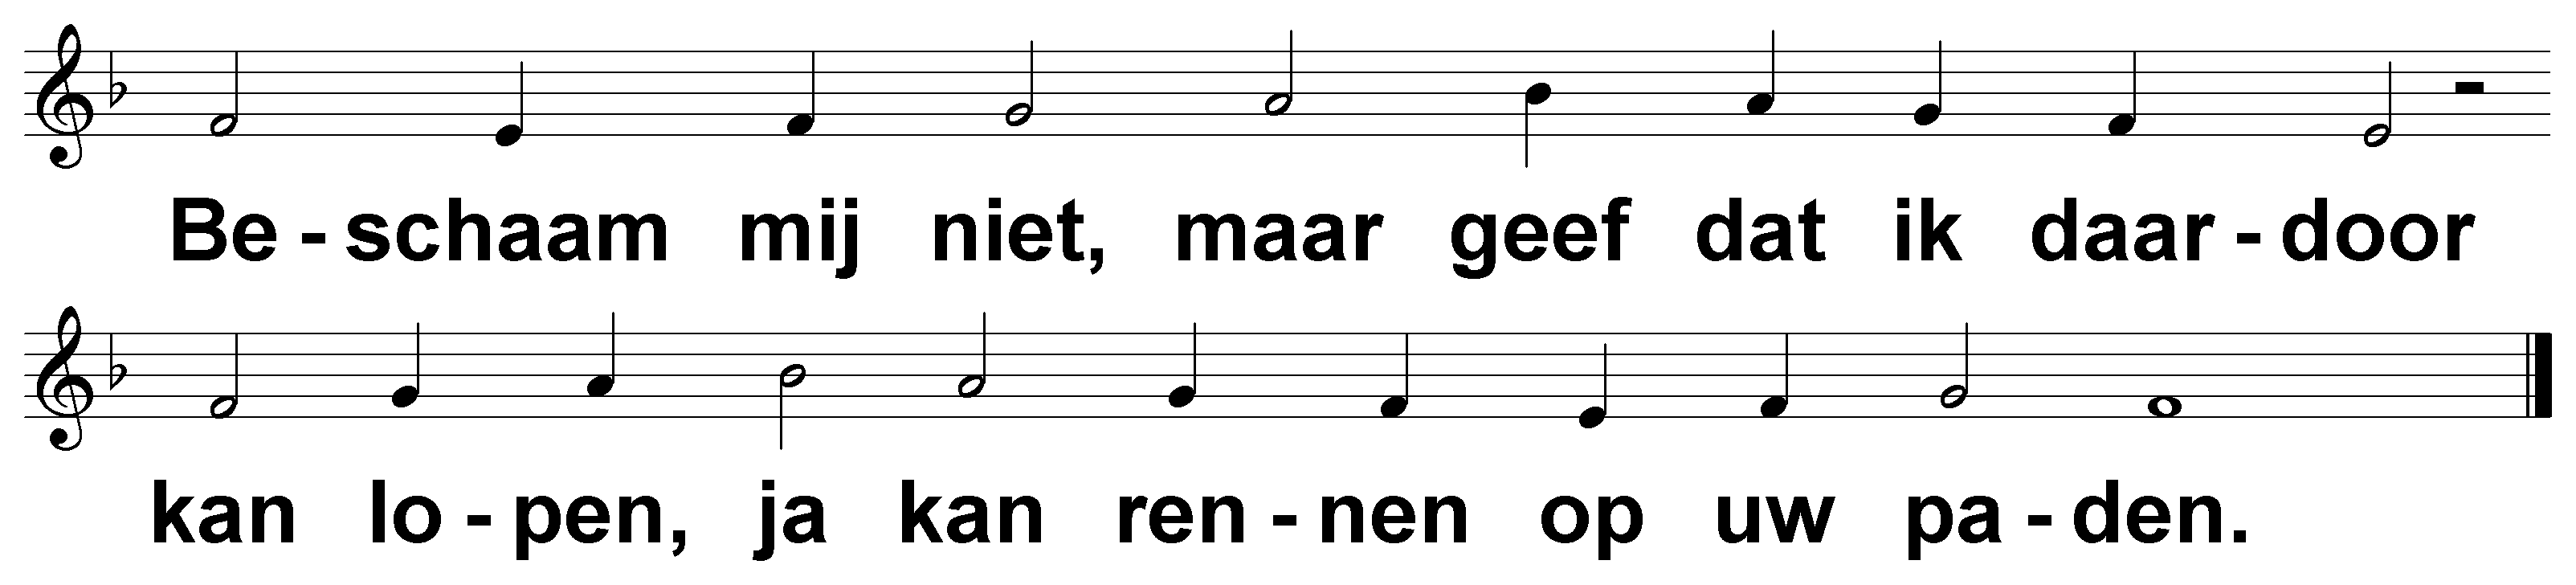 Be - schaam mij niet, maar geef dat ik daar - door
kan lo - pen, ja kan ren - nen op uw pa - den.